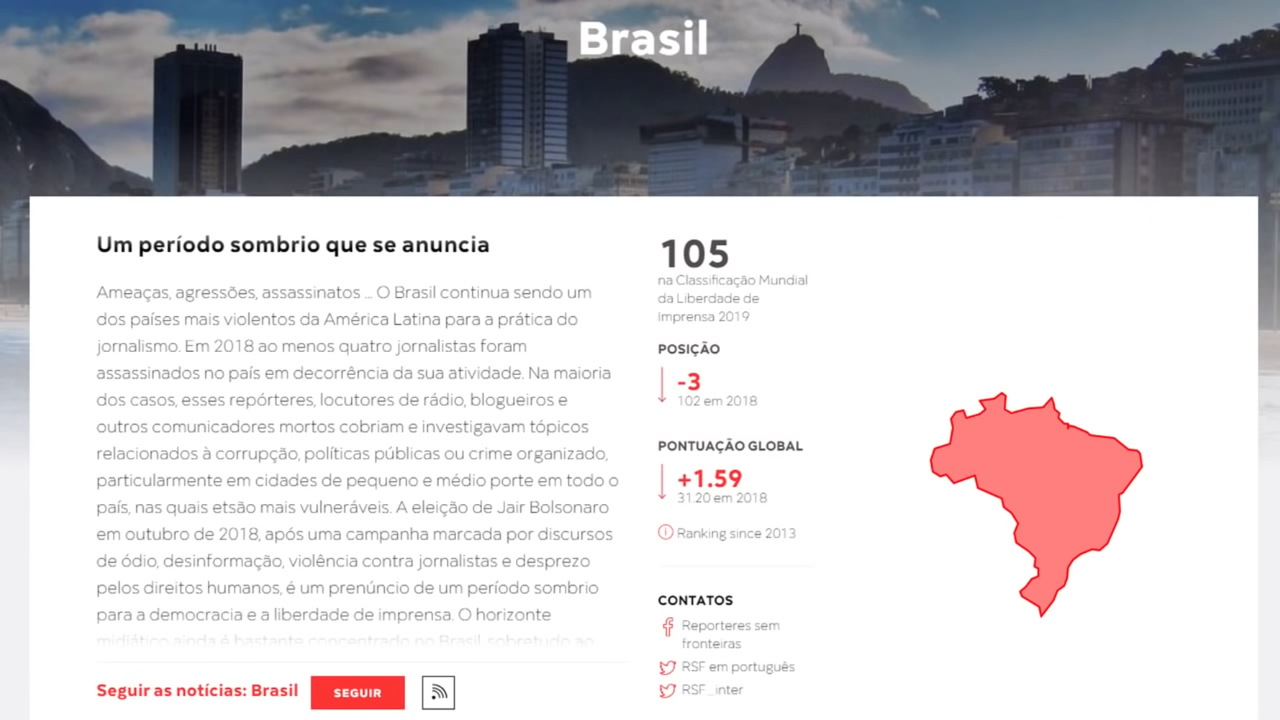 Brasil
Um período sombrio que se anuncia
Ameaças, agressões, assassinatos ... O Brasil continua sendo um
dos países mais violentos da América Latina para a prática do
jornalismo. Em 2018 ao menos quatro jornalistas foram
assassinados no país em decorrência da sua atividade. Na maioria
dos casos, esses repórteres, locutores de rádio, blogueiros e
outros comunicadores mortos cobriam e investigavam tópicos
relacionados à corrupção, políticas públicas ou crime organizado,
particularmente em cidades de pequeno e médio porte em todo o
país, nas quais etsão mais vulneráveis. A eleição de Jair Bolsonaro
em outubro de 2018, após uma campanha marcada por discursos
de ódio, desinformação, violência contra jornalistas e desprezo
pelos direitos humanos, é um prenúncio de um período sombrio
para a democracia e a liberdade de imprensa. O horizonte
midiático ainda é bastante concentrado no Brasil, sobretudo ao
Seguir as notícias: Brasil
SEGUIR
105
na Classificação Mundial
da Liberdade de
Imprensa 2019
POSIÇÃO
-3
102 em 2018
PONTUAÇÃO GLOBAL
+1.59
31.20 em 2018
Ranking since 2013
CONTATOS
Reporteres sem
fronteiras
RSF em português
RSF_inter